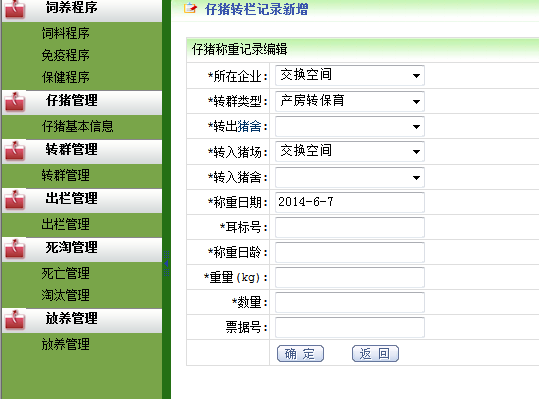 饲养程序
饲料程序
免疫程序
保健程序
仔猪管理
仔猪基本信息
转群管理
转群管理
出栏管理
出栏管理
死淘管理
死亡管理
淘汰管理
放养管理
放养管理
仔猪转栏记录新增
仔猪称重记录编辑
*所在企业: 交换空间
*转群类型: 产房转保育
*转出猪舍:
*转入猪场: 交换空间
*转入猪舍:
*称重日期: 2014-6-7
*耳标号:
*称重日龄:
*重量(kg):
*数量:
票据号:
确 定 返 回